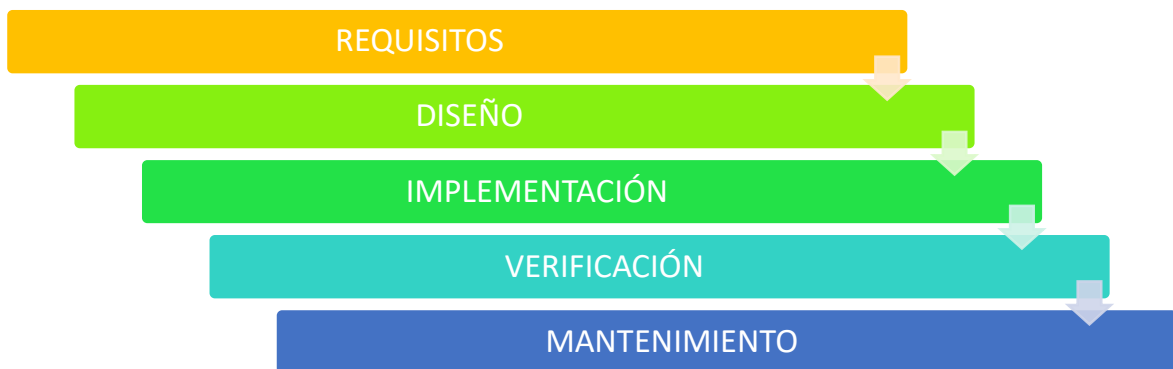 REQUISITOS
DISEÑO
IMPLEMENTACIÓN
VERIFICACIÓN
MANTENIMIENTO